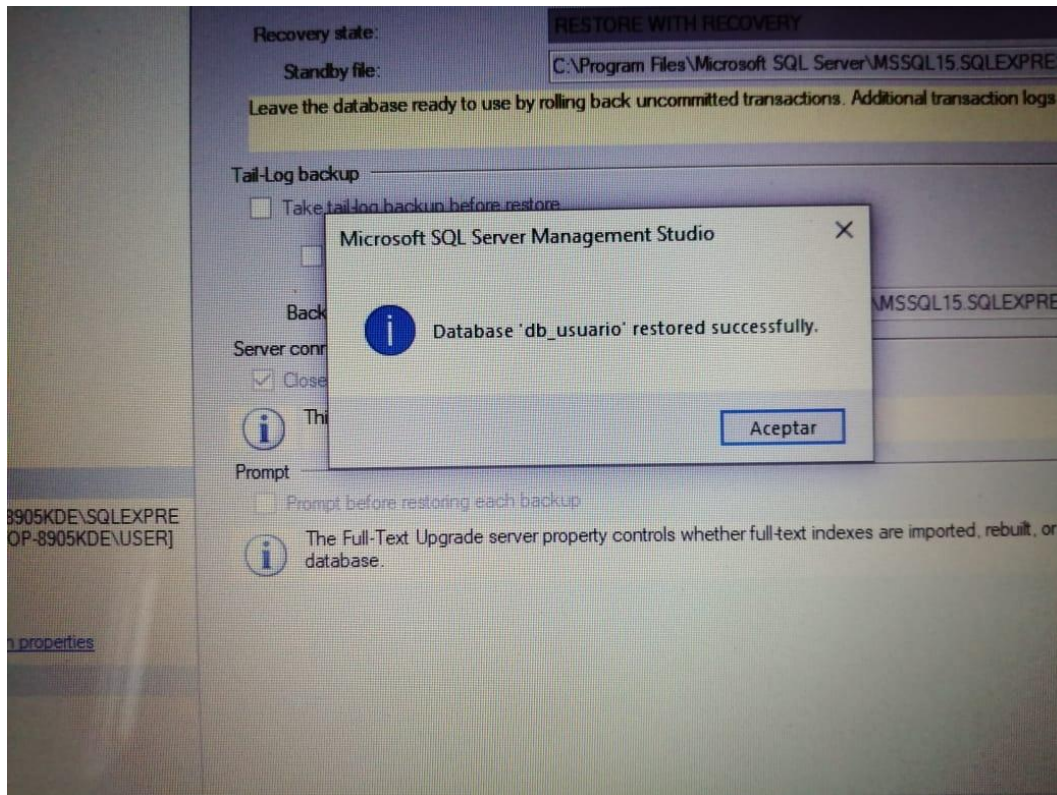 Recovery state:
RESTORE WITH RECOVERY
Standby file:
C:\Program Files\Microsoft SQL Server\MSSQL15.SQLEXPRE
Leave the database ready to use by rolling back uncommitted transactions. Additional transaction logs
Tail-Log backup
Take tail-log backup before restore
Microsoft SQL Server Management Studio
Back
\MSSQL15.SQLEXPRE
Database 'db_usuario' restored successfully.
Server conn
Close
Thi
Aceptar
Prompt
Prompt before restoring each backup
8905KDE\SQLEXPRE
OP-8905KDE\USER]
The Full-Text Upgrade server property controls whether full-text indexes are imported, rebuilt, or
database.
properties